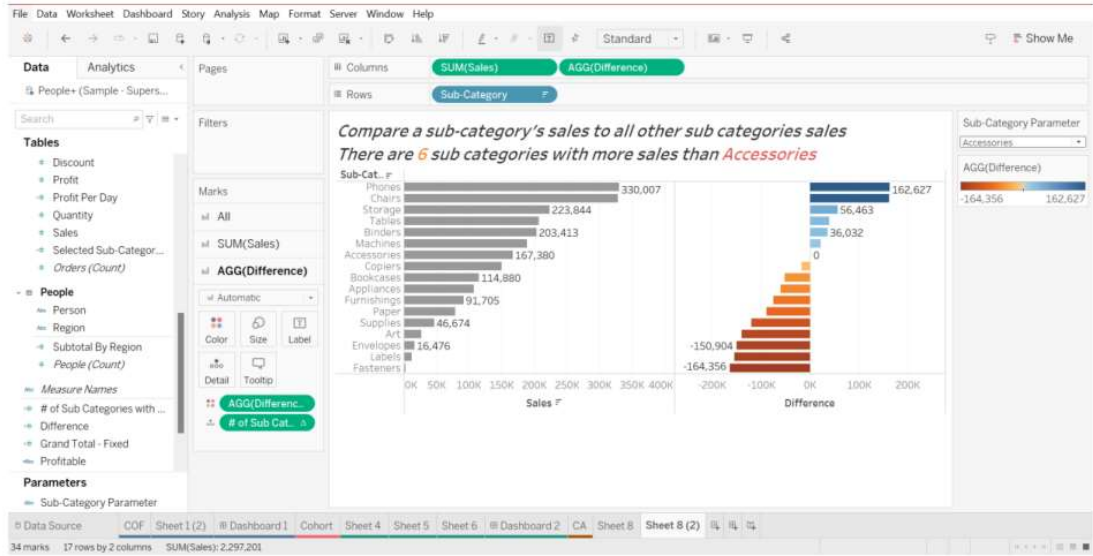 File Data Worksheet Dashboard Story Analysis Map Format Server Window Help
Standard
Show Me
Data Analytics
People+ (Sample - Supers...
Search
Tables
Discount
Profit
Profit Per Day
Quantity
Sales
Selected Sub-Categor...
Orders (Count)
People
Person
Region
Subtotal By Region
People (Count)
Measure Names
# of Sub Categories with ...
Difference
Grand Total - Fixed
Profitable
Parameters
Sub-Category Parameter
Pages
Filters
Marks
All
SUM(Sales)
AGG(Difference)
Automatic
Color Size Label
Detail Tooltip
AGG(Differenc..
# of Sub Cat..
Columns SUM(Sales) AGG(Difference)
Rows Sub-Category
Compare a sub-category's sales to all other sub categories sales
There are 6 sub categories with more sales than Accessories
Sub-Cat..
Phones 330,007 162,627
Chairs
Storage 223,844 56,463
Tables
Binders 203,413 36,032
Machines
Accessories 167,380 0
Copiers
Bookcases 114,880
Appliances
Furnishings 91,705
Paper
Supplies 46,674
Art
Envelopes 16,476 -150,904
Labels
Fasteners -164,356
0K 50K 100K 150K 200K 250K 300K 350K 400K -200K -100K 0K 100K 200K
Sales Difference
Sub-Category Parameter
Accessories
AGG(Difference)
-164,356 162,627
Data Source COF Sheet 1 (2) Dashboard 1 Cohort Sheet 4 Sheet 5 Sheet 6 Dashboard 2 CA Sheet 8 Sheet 8 (2)
34 marks 17 rows by 2 columns SUM(Sales): 2,297,201